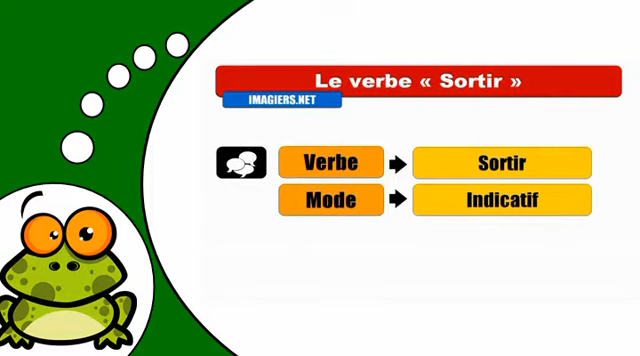 Le verbe « Sortir »
IMAGIERS.NET
Verbe Sortir
Mode Indicatif